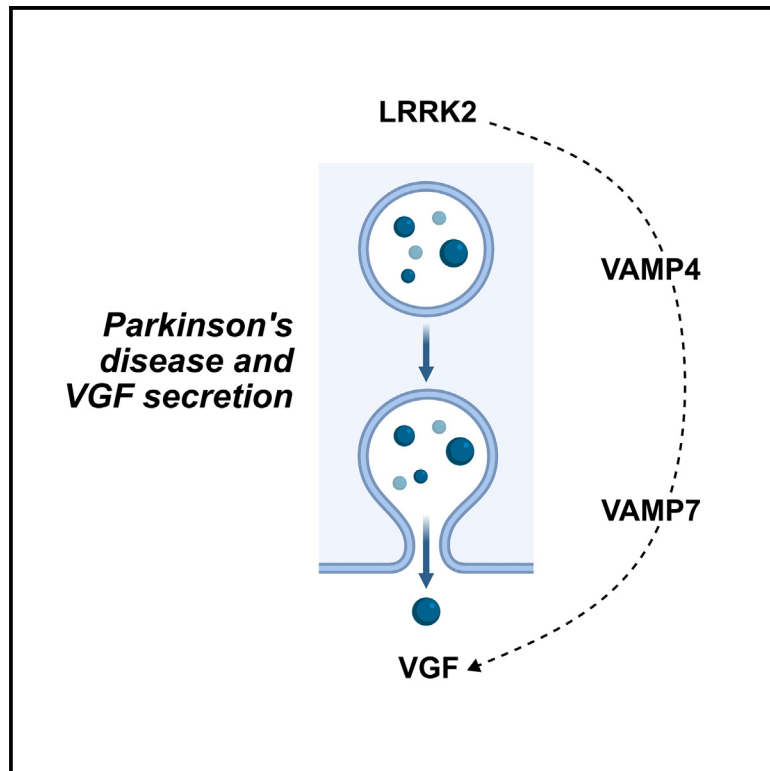 LRRK2
VAMP4
Parkinson's
disease and
VGF secretion
VAMP7
VGF